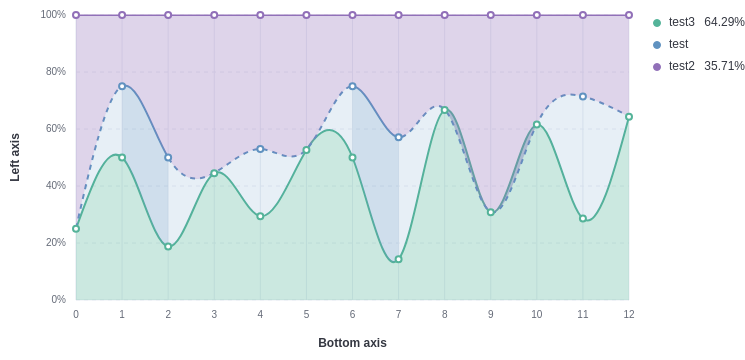 100%
80%
60%
40%
20%
0%
Left axis
0 1 2 3 4 5 6 7 8 9 10 11 12
Bottom axis
test3 64.29%
test
test2 35.71%